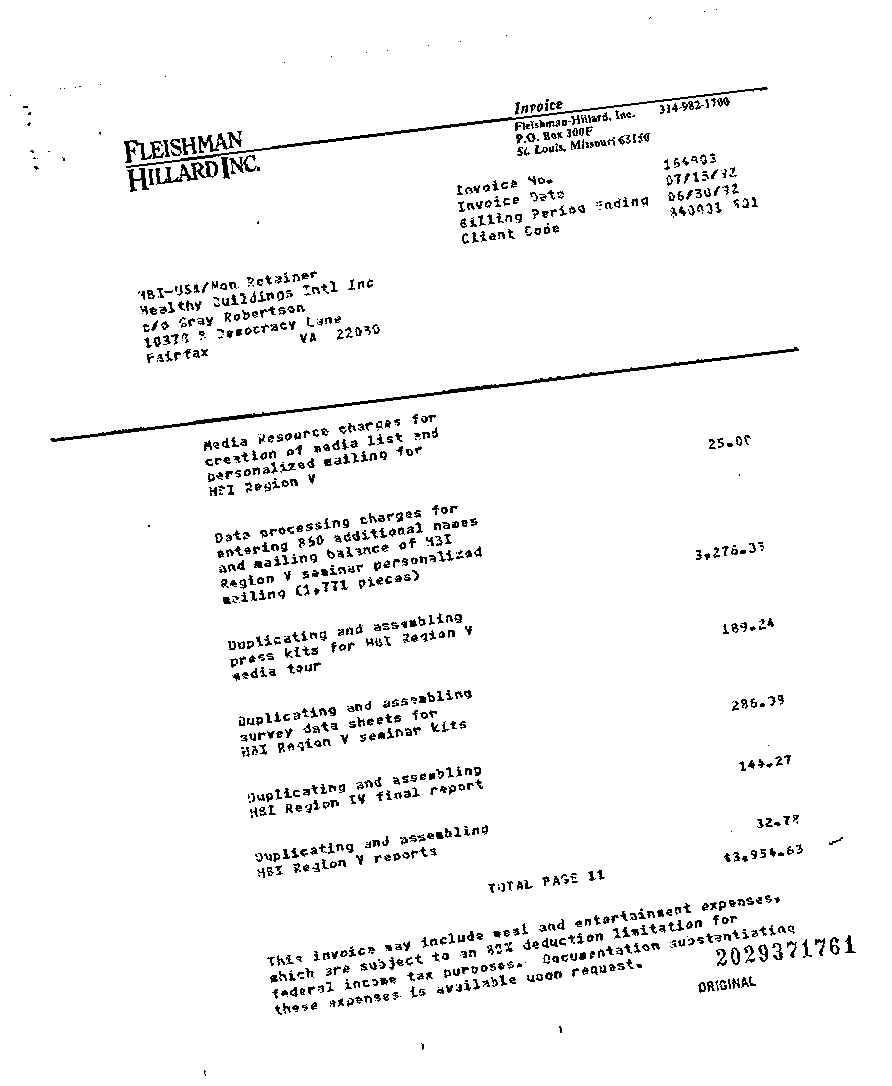 Invoice
Fleishman-Hillard, Inc. 314-982-1700
P.O. Box 300F
St. Louis, Missouri 63150
FLEISHMAN
HILLARD INC.
Invoice No.
Invoice Date 07/15/92
Billing Period Ending 06/30/92
Client Code
HBI-USA/Non Retainer
Healthy Buildings Intl Inc
c/o Gray Robertson
10378 Democracy Lane
Fairfax VA 22030
Media Resource charges for
creation of media list and
personalized mailing for
HBI Region V 25.00
Data processing charges for
entering 860 additional names
and mailing balance of HBI
Region V seminar personalized
mailing (1,771 pieces) 3,276.
Duplicating and assembling
press kits for HBI Region V
media tour 189.24
Duplicating and assembling
survey data sheets for
HBI Region V seminar kits 286.
Duplicating and assembling
HBI Region IV final report 144.27
Duplicating and assembling
HBI Region V reports 32.78
TOTAL PAGE 11 $3,954.63
This invoice may include meal and entertainment expenses,
which are subject to an 80% deduction limitation for
federal income tax purposes. Documentation substantiating
these expenses is available upon request.
2029371761
ORIGINAL